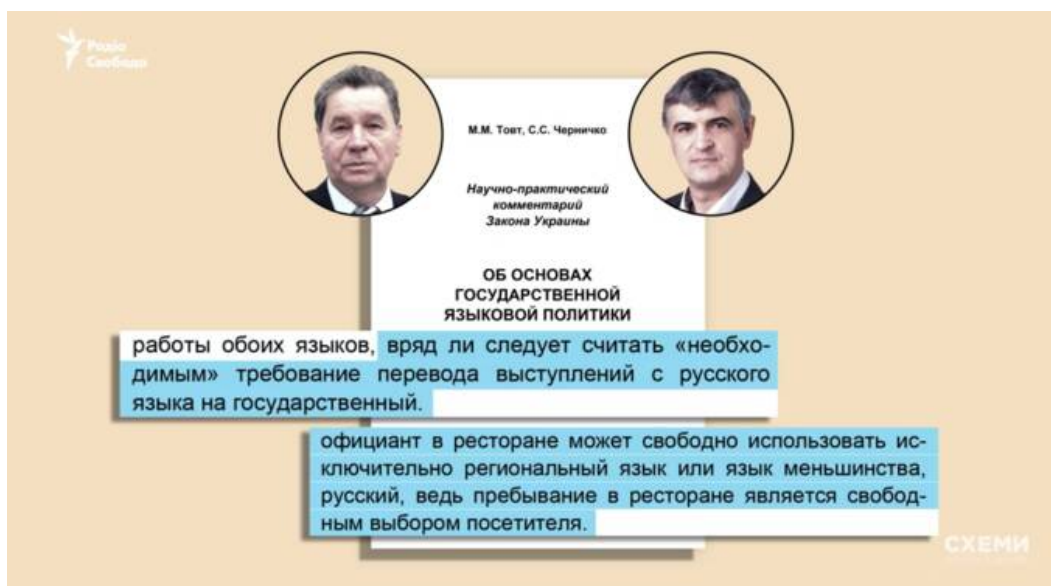 Радіо
Свобода
М.М. Товт, С.С. Черничко
Научно-практический
комментарий
Закона Украины
ОБ ОСНОВАХ
ГОСУДАРСТВЕННОЙ
ЯЗЫКОВОЙ ПОЛИТИКИ
работы обоих языков, вряд ли следует считать «необхо-
димым» требование перевода выступлений с русского
языка на государственный.
официант в ресторане может свободно использовать ис-
ключительно региональный язык или язык меньшинства,
русский, ведь пребывание в ресторане является свобод-
ным выбором посетителя.
СХЕМИ